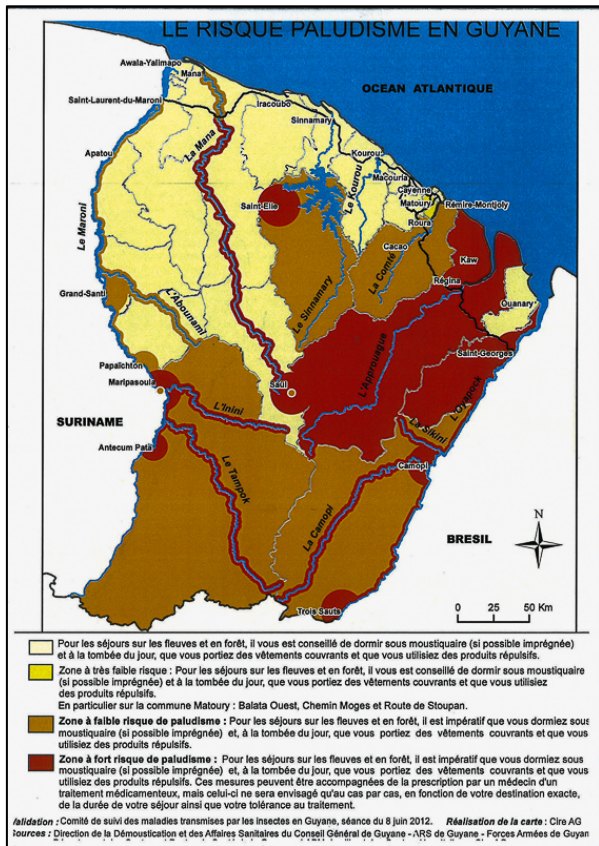 LE RISQUE PALUDISME EN GUYANE
Awala-Yalimapo
Mana
OCEAN ATLANTIQUE
Saint-Laurent-du-Maroni
Iracoubo
Sinnamary
La Mana
Apatou
Kourou
Macouria
Le Kourou
Cayenne
Matoury
Rémire-Montjoly
Saint-Elie
Roura
Le Maroni
Cacao
La Comté
Kaw
Le Sinnamary
Régina
Grand-Santi
L'Abounami
Ouanary
Saint-Georges
Papaïchton
L'Approuague
Maripasoula
Saül
L'Oyapock
SURINAME
L'Inini
La Sikini
Antecum Pata
Le Tampok
Camopi
La Camopi
BRESIL
N
Trois Sauts
0 25 50 Km
Pour les séjours sur les fleuves et en forêt, il vous est conseillé de dormir sous moustiquaire (si possible imprégnée)
et à la tombée du jour, que vous portiez des vêtements couvrants et que vous utilisiez des produits répulsifs.
Zone à très faible risque : Pour les séjours sur les fleuves et en forêt, il vous est conseillé de dormir sous moustiquaire
(si possible imprégnée) et à la tombée du jour, que vous portiez des vêtements couvrants et que vous utilisiez
des produits répulsifs.
En particulier sur la commune Matoury : Balata Ouest, Chemin Moges et Route de Stoupan.
Zone à faible risque de paludisme : Pour les séjours sur les fleuves et en forêt, il est impératif que vous dormiez sous
moustiquaire (si possible imprégnée) et, à la tombée du jour, que vous portiez des vêtements couvrants et que vous
utilisiez des produits répulsifs.
Zone à fort risque de paludisme : Pour les séjours sur les fleuves et en forêt, il est impératif que vous dormiez sous
moustiquaire (si possible imprégnée) et, à la tombée du jour, que vous portiez des vêtements couvrants et que vous
utilisiez des produits répulsifs. Ces mesures peuvent être accompagnées de la prescription par un médecin d'un
traitement médicamenteux, mais celui-ci ne sera envisagé qu'au cas par cas, en fonction de votre destination exacte,
de la durée de votre séjour ainsi que votre tolérance au traitement.
Validation : Comité de suivi des maladies transmises par les insectes en Guyane, séance du 8 juin 2012. Réalisation de la carte : Cire AG
Sources : Direction de la Démoustication et des Affaires Sanitaires du Conseil Général de Guyane - ARS de Guyane - Forces Armées de Guyan